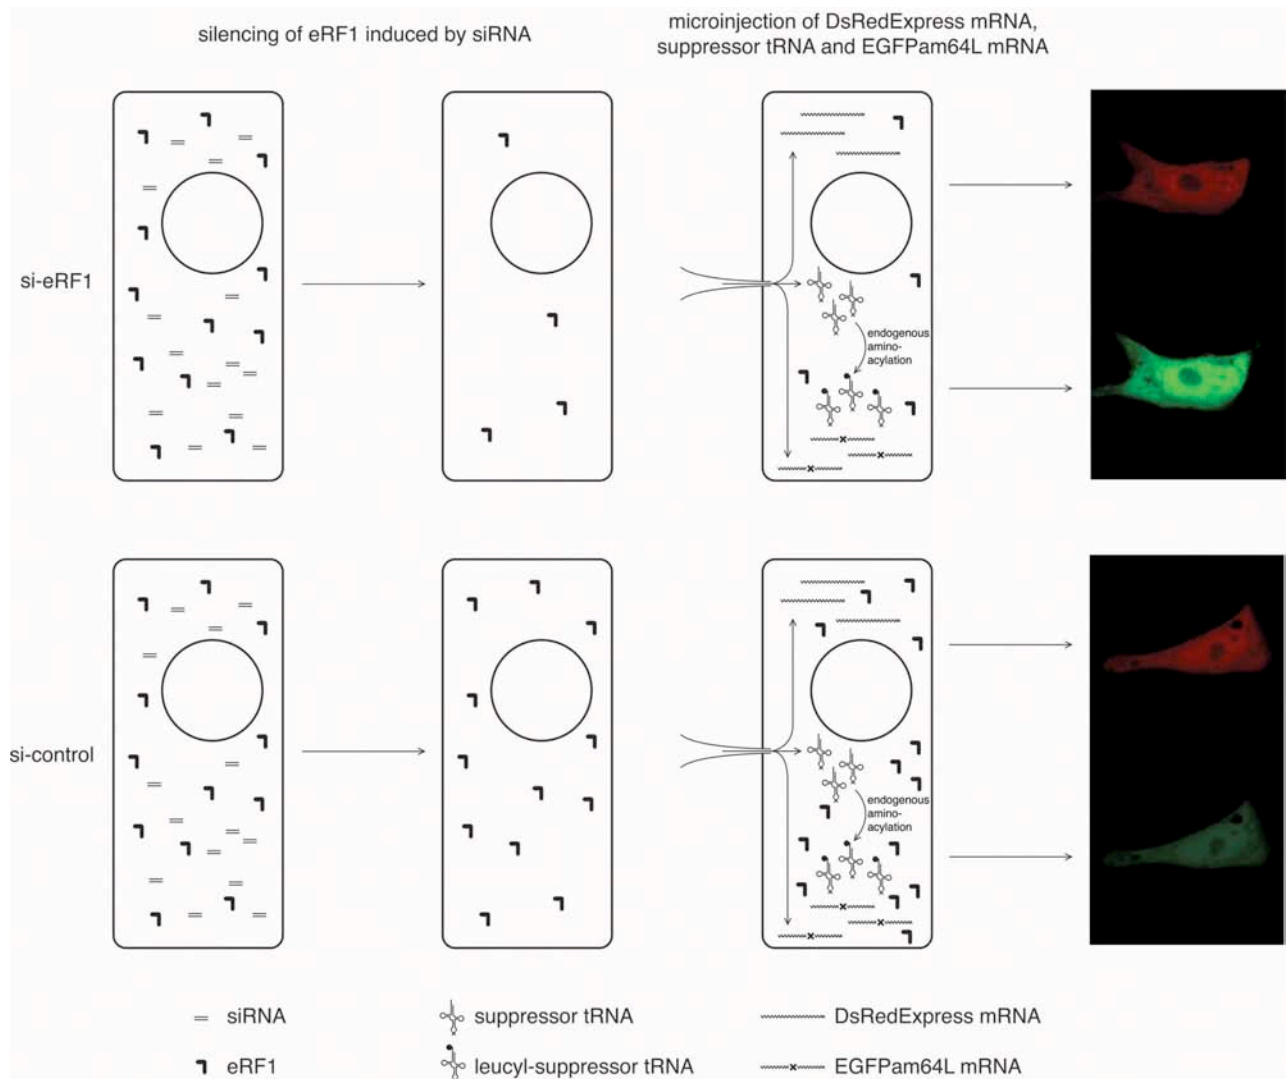 silencing of eRF1 induced by siRNA
microinjection of DsRedExpress mRNA,
suppressor tRNA and EGFPam64L mRNA
si-eRF1
endogenous
amino-
acylation
si-control
endogenous
amino-
acylation
siRNA
suppressor tRNA
DsRedExpress mRNA
eRF1
leucyl-suppressor tRNA
EGFPam64L mRNA